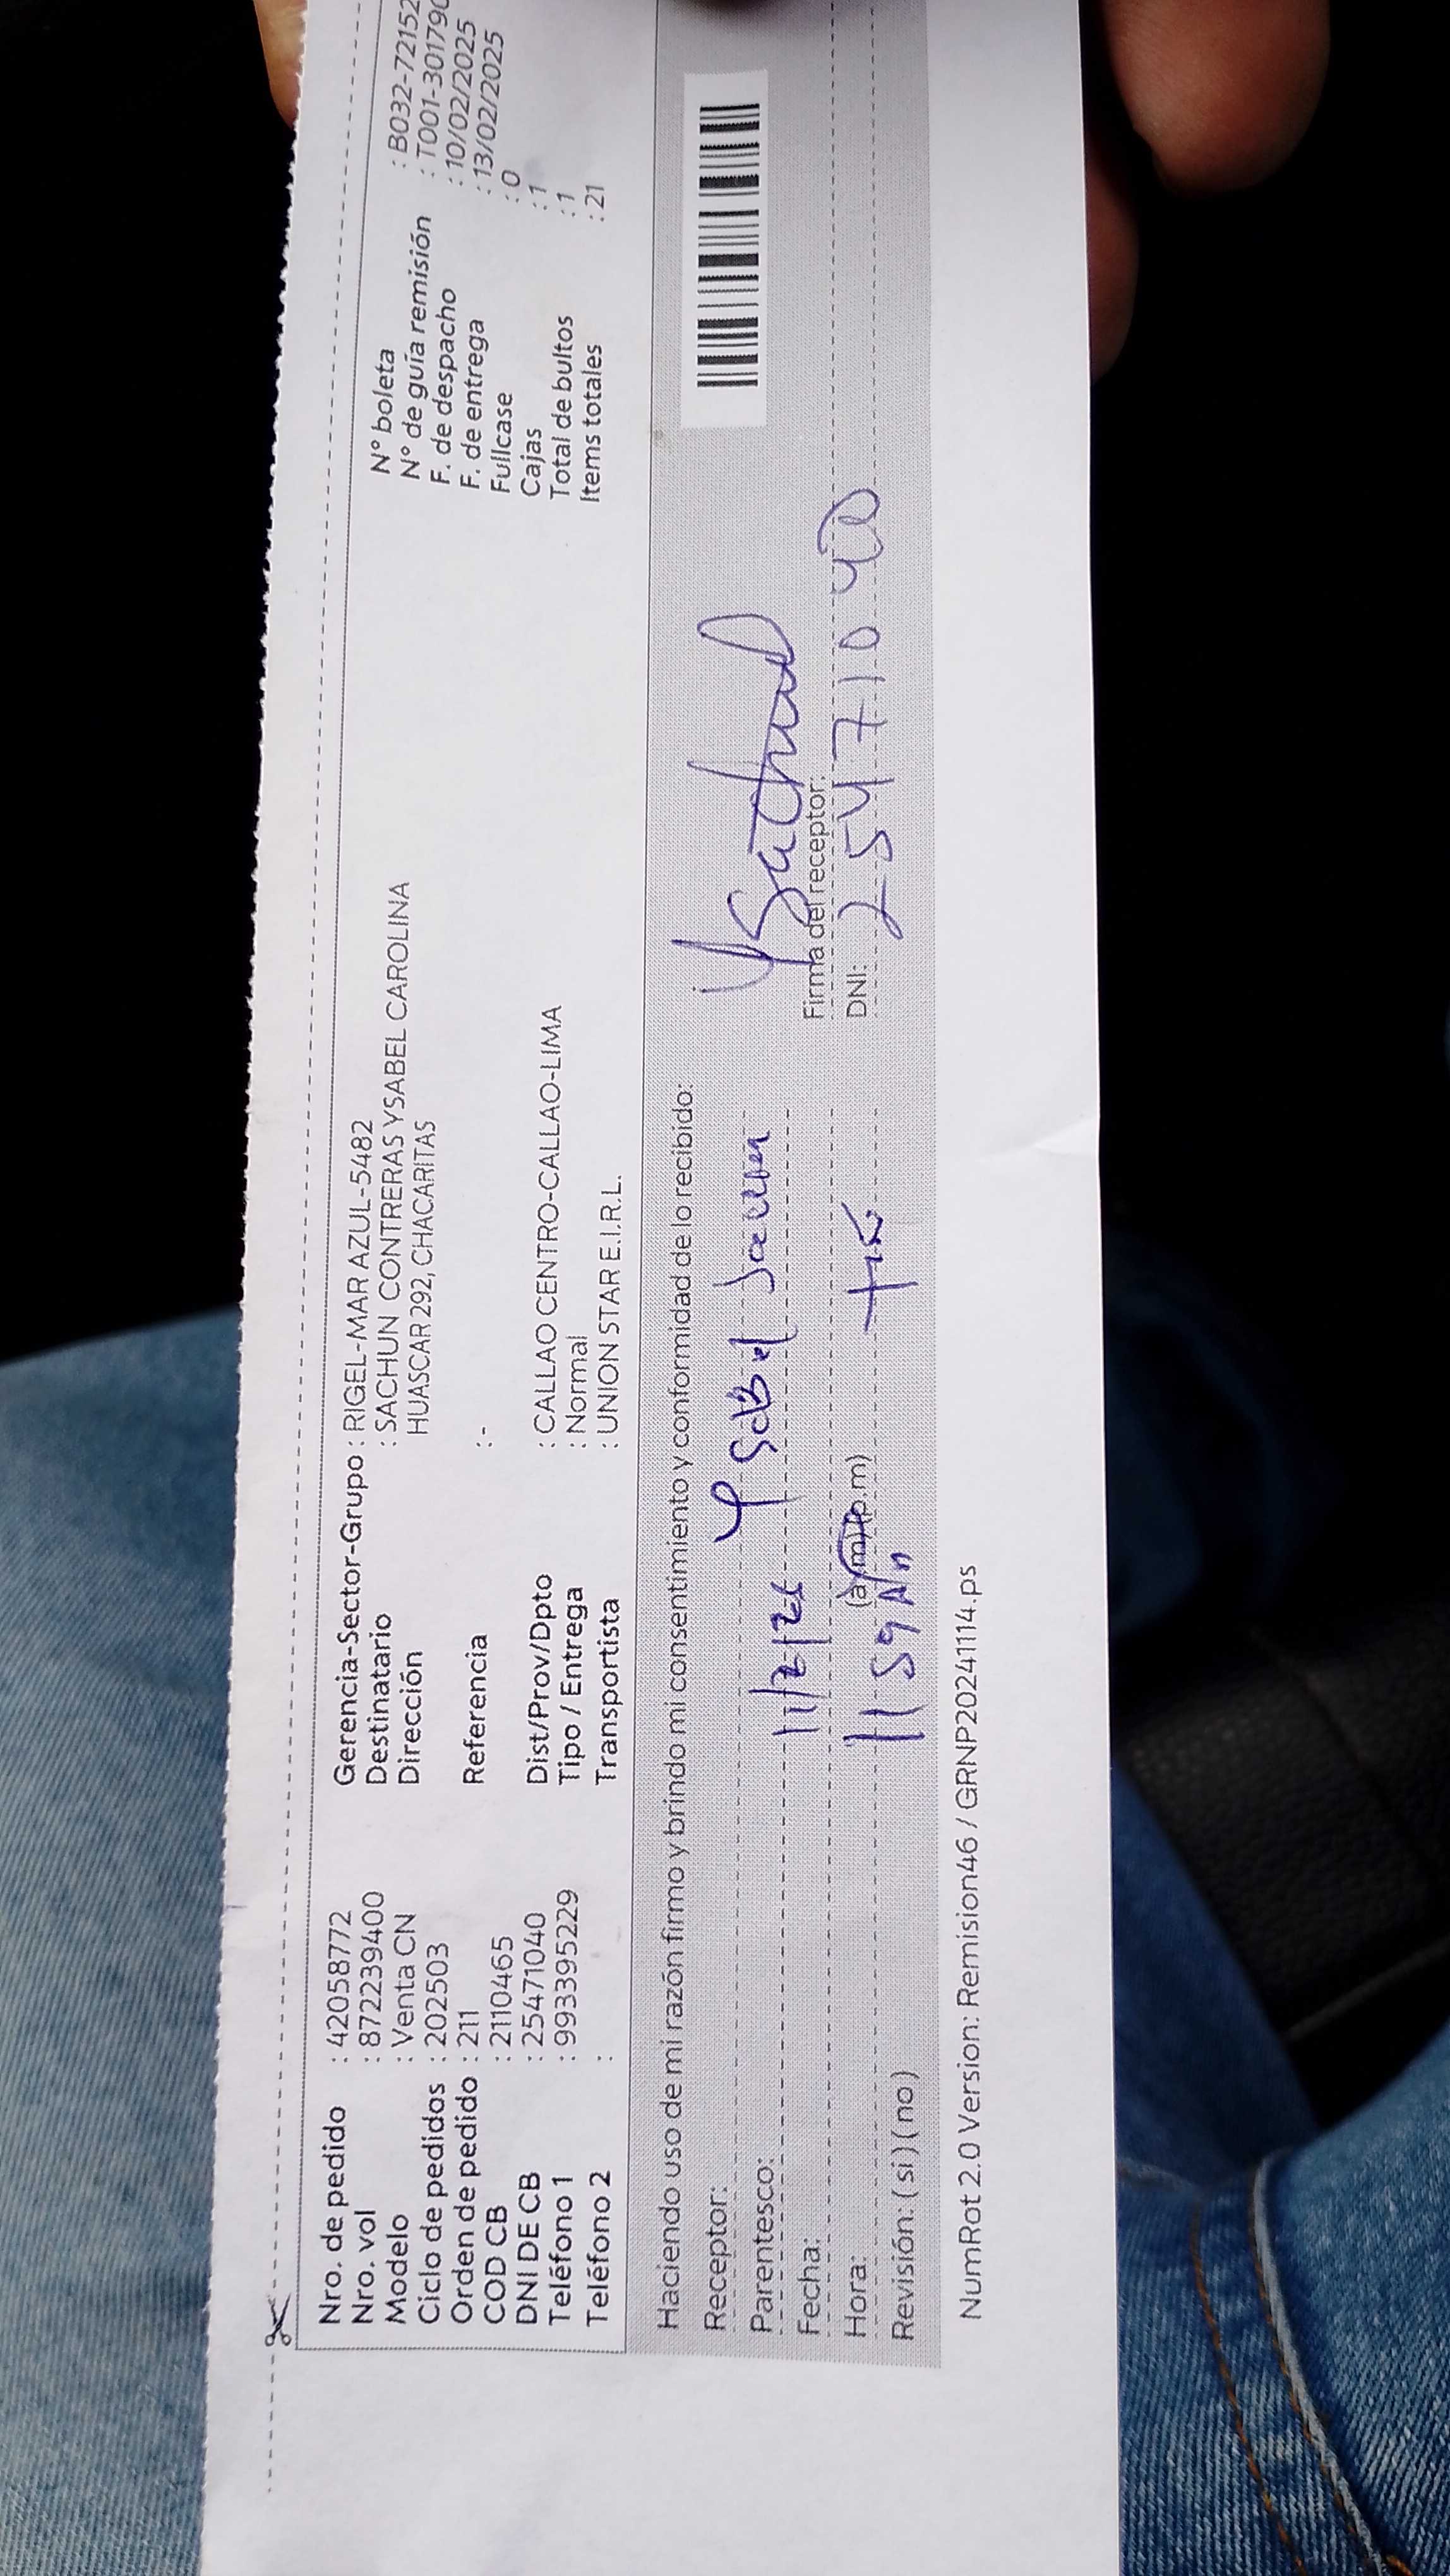 Nro. de pedido : 42058772
Nro. vol : 872239400
Modelo : Venta CN
Ciclo de pedidos : 202503
Orden de pedido : 211
COD CB : 2110465
DNI DE CB : 25471040
Teléfono 1 : 993395229
Teléfono 2 :
Gerencia-Sector-Grupo : RIGEL-MAR AZUL-5482
Destinatario : SACHUN CONTRERAS YSABEL CAROLINA
Dirección HUASCAR 292, CHACARITAS
Referencia : -
Dist/Prov/Dpto : CALLAO CENTRO-CALLAO-LIMA
Tipo / Entrega : Normal
Transportista : UNION STAR E.I.R.L.
N° boleta : B032-72152
N° de guía remisión : T001-301790
F. de despacho : 10/02/2025
F. de entrega : 13/02/2025
Fullcase : 0
Cajas : 1
Total de bultos : 1
Items totales : 21
Haciendo uso de mi razón firmo y brindo mi consentimiento y conformidad de lo recibido:
Receptor: Ysabel
Parentesco:
Fecha: 11/2/25
Hora: 11 59 Am (a.m) (p.m)
Revisión: ( si ) ( no )
Firma del receptor:
DNI: 25471040
NumRot 2.0 Version: Remision46 / GRNP20241114.ps